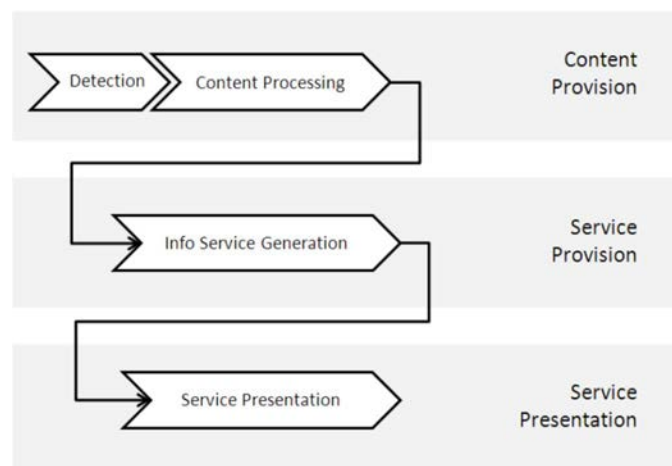 Detection
Content Processing
Content
Provision
Info Service Generation
Service
Provision
Service Presentation
Service
Presentation